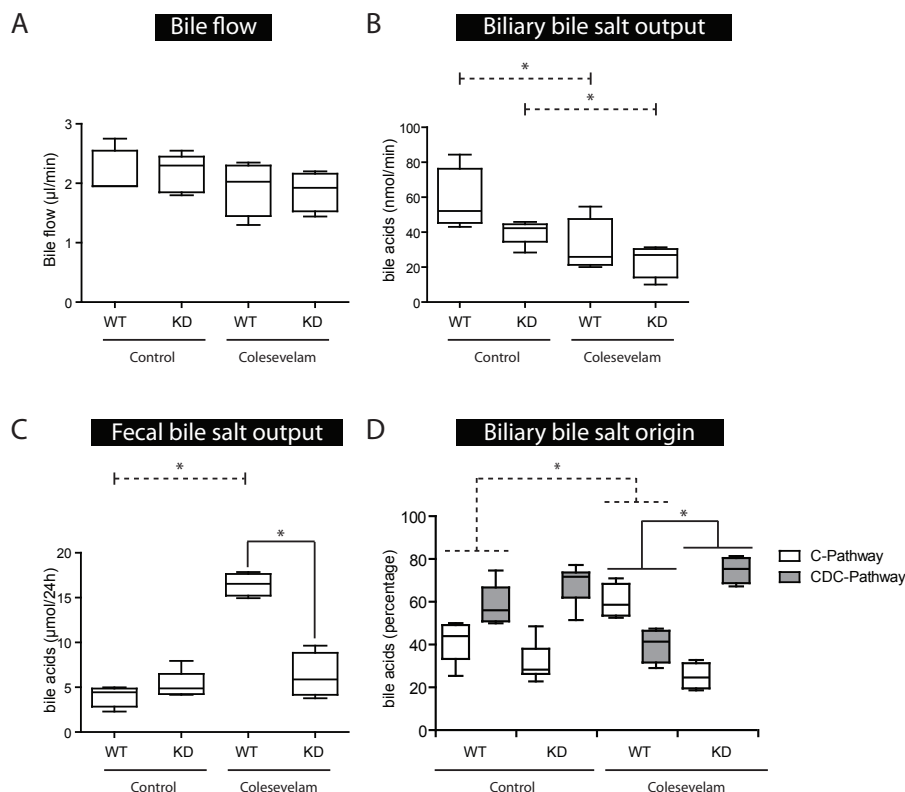 A
Bile flow
Bile flow (µl/min)
3
2
1
0
WT KD WT KD
Control Colesevelam
B
Biliary bile salt output
*
*
bile acids (nmol/min)
100
80
60
40
20
0
WT KD WT KD
Control Colesevelam
C
Fecal bile salt output
*
*
bile acids (µmol/24h)
20
15
10
5
0
WT KD WT KD
Control Colesevelam
D
Biliary bile salt origin
*
*
bile acids (percentage)
100
80
60
40
20
0
WT KD WT KD
Control Colesevelam
C-Pathway
CDC-Pathway